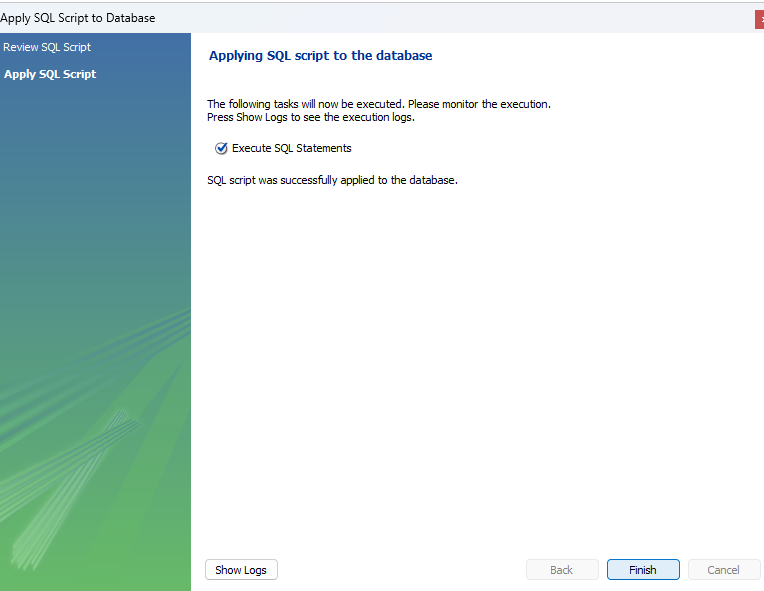 Apply SQL Script to Database
Review SQL Script
Apply SQL Script
Applying SQL script to the database
The following tasks will now be executed. Please monitor the execution.
Press Show Logs to see the execution logs.
Execute SQL Statements
SQL script was successfully applied to the database.
Show Logs
Back
Finish
Cancel